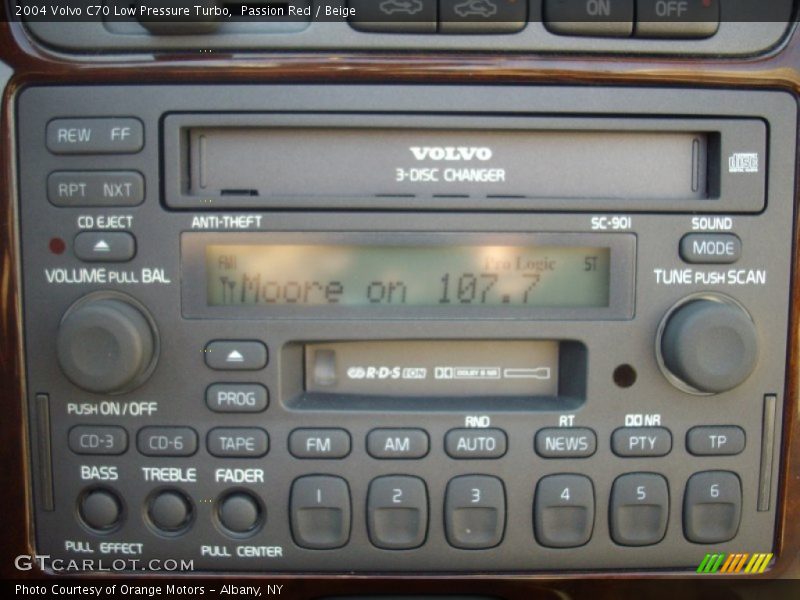 2004 Volvo C70 Low Pressure Turbo, Passion Red / Beige
ON OFF
REW FF
VOLVO
3-DISC CHANGER
RPT NXT
CD EJECT ANTI-THEFT SC-901 SOUND
MODE
AM Pro Logic ST
Moore on 107.7
VOLUME PULL BAL
TUNE PUSH SCAN
R·D·S EON DOLBY B NR
PROG
PUSH ON/OFF
RND RT NR
CD-3 CD-6 TAPE FM AM AUTO NEWS PTY TP
BASS TREBLE FADER
1 2 3 4 5 6
PULL EFFECT PULL CENTER
GTCARLOT.COM
Photo Courtesy of Orange Motors - Albany, NY